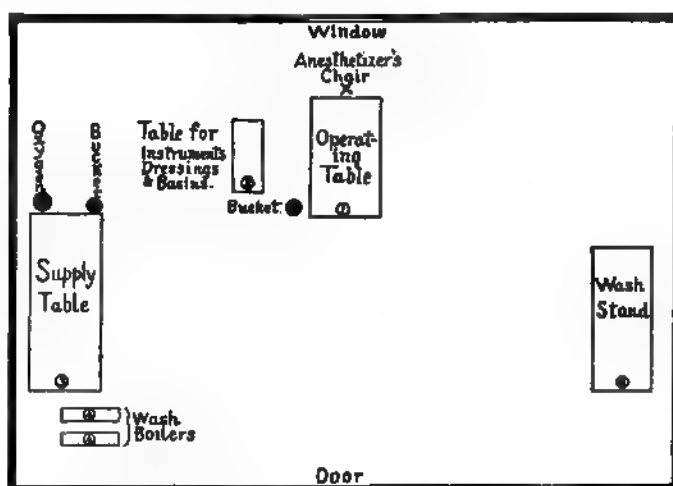 Window
Anesthetizer's
Chair
X
Operat-
ing
Table
Table for
Instruments
Dressings
& Basins.
Bucket
BUCKET
Supply
Table
Wash
Stand
Wash
Boilers
Door